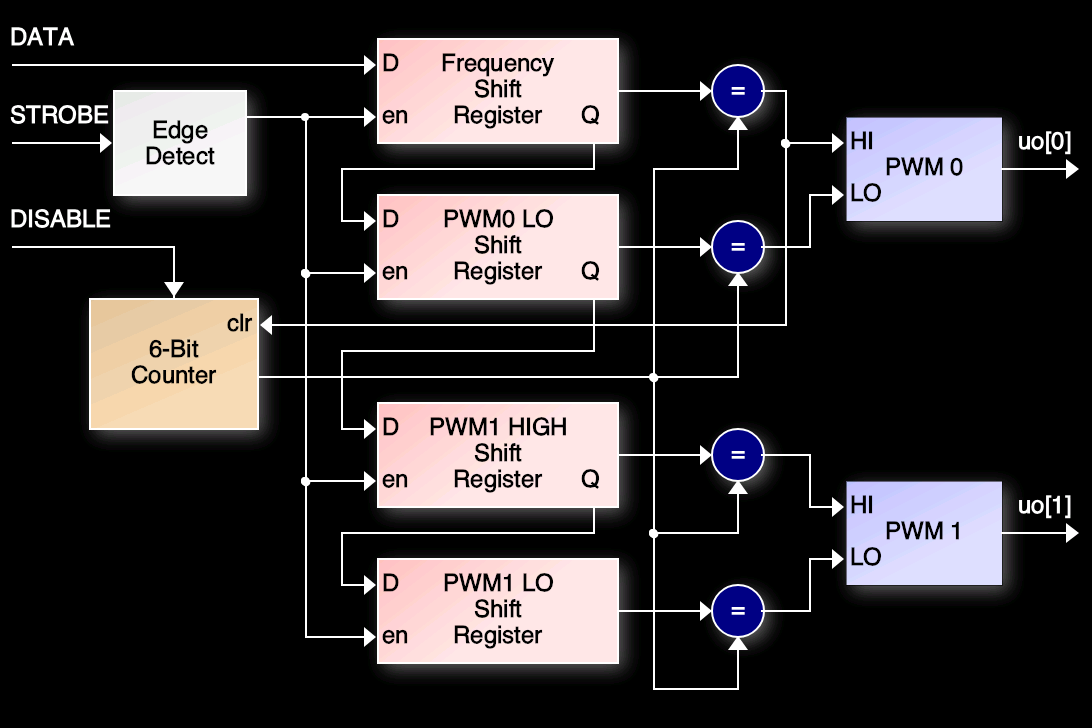 DATA
STROBE
Edge
Detect
DISABLE
clr
6-Bit
Counter
D
Frequency
Shift
en
Register
Q
D
PWM0 LO
Shift
en
Register
Q
D
PWM1 HIGH
Shift
en
Register
Q
D
PWM1 LO
Shift
en
Register
=
=
=
=
HI
PWM 0
LO
uo[0]
HI
PWM 1
LO
uo[1]